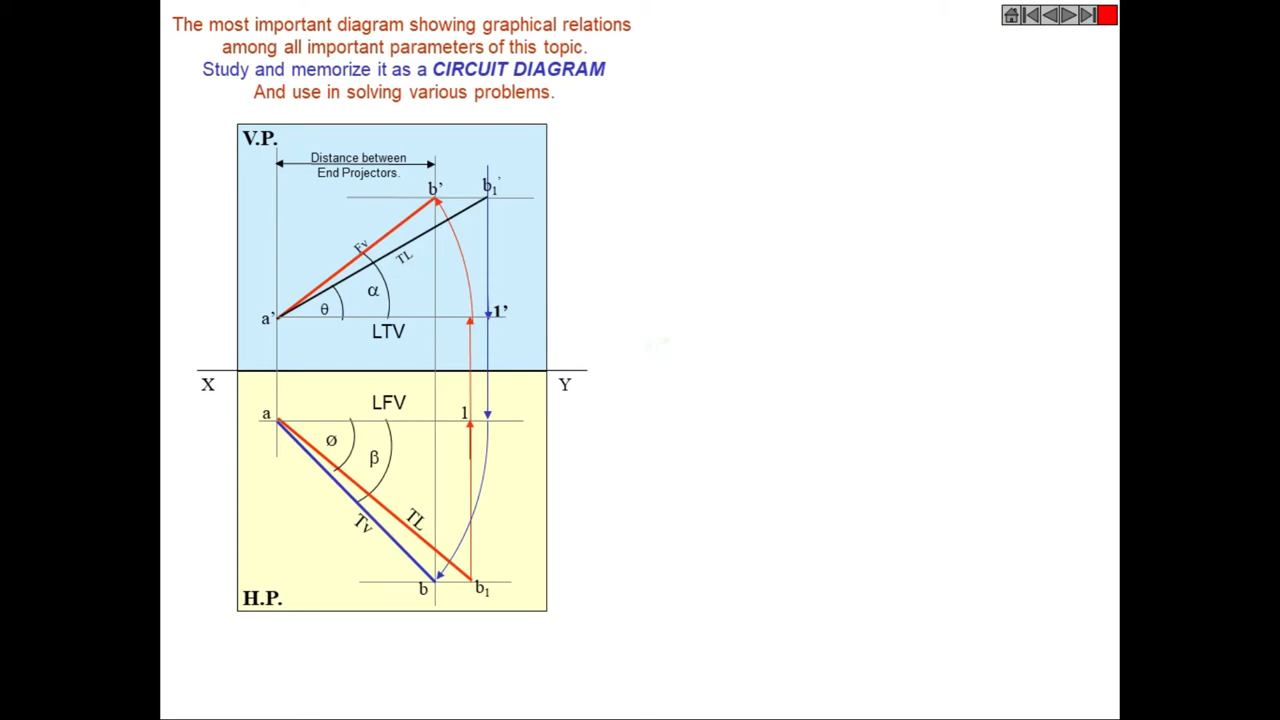 The most important diagram showing graphical relations
among all important parameters of this topic.
Study and memorize it as a CIRCUIT DIAGRAM
And use in solving various problems.
V.P.
Distance between
End Projectors.
b’
b₁’
Fv
TL
α
θ
a’
1’
LTV
X
Y
LFV
a
1
ø
β
TL
Tv
b
b₁
H.P.